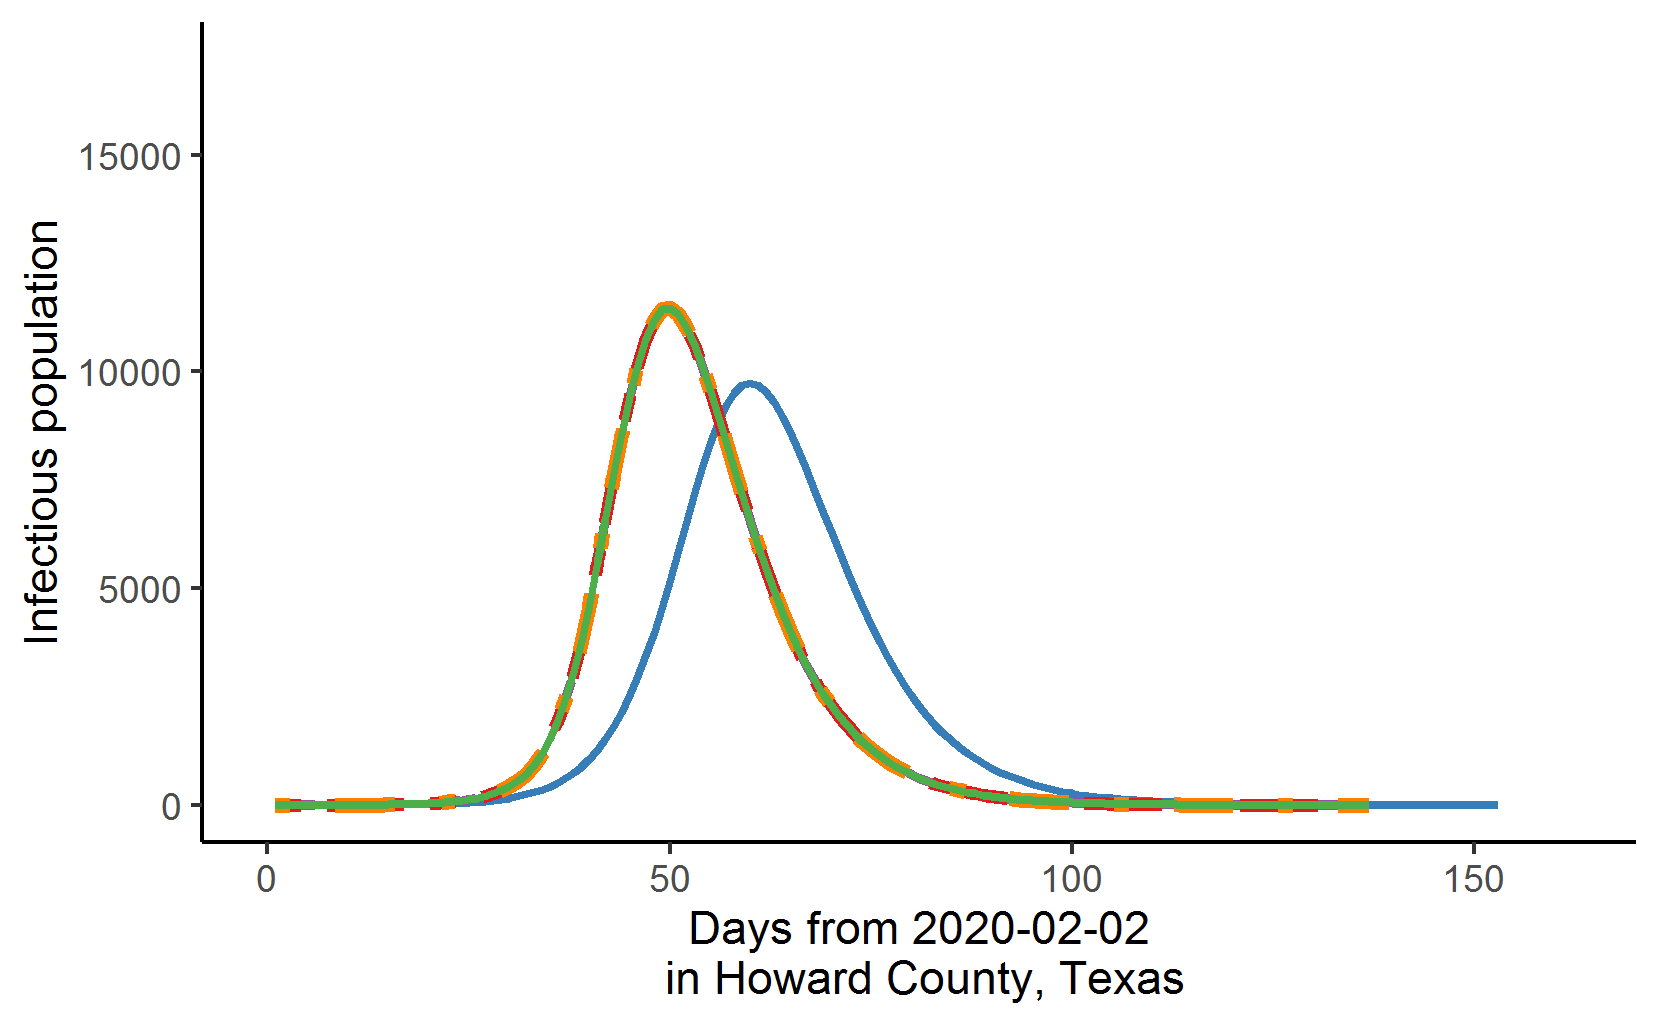 Infectious population
15000
10000
5000
0
0 50 100 150
Days from 2020-02-02
in Howard County, Texas